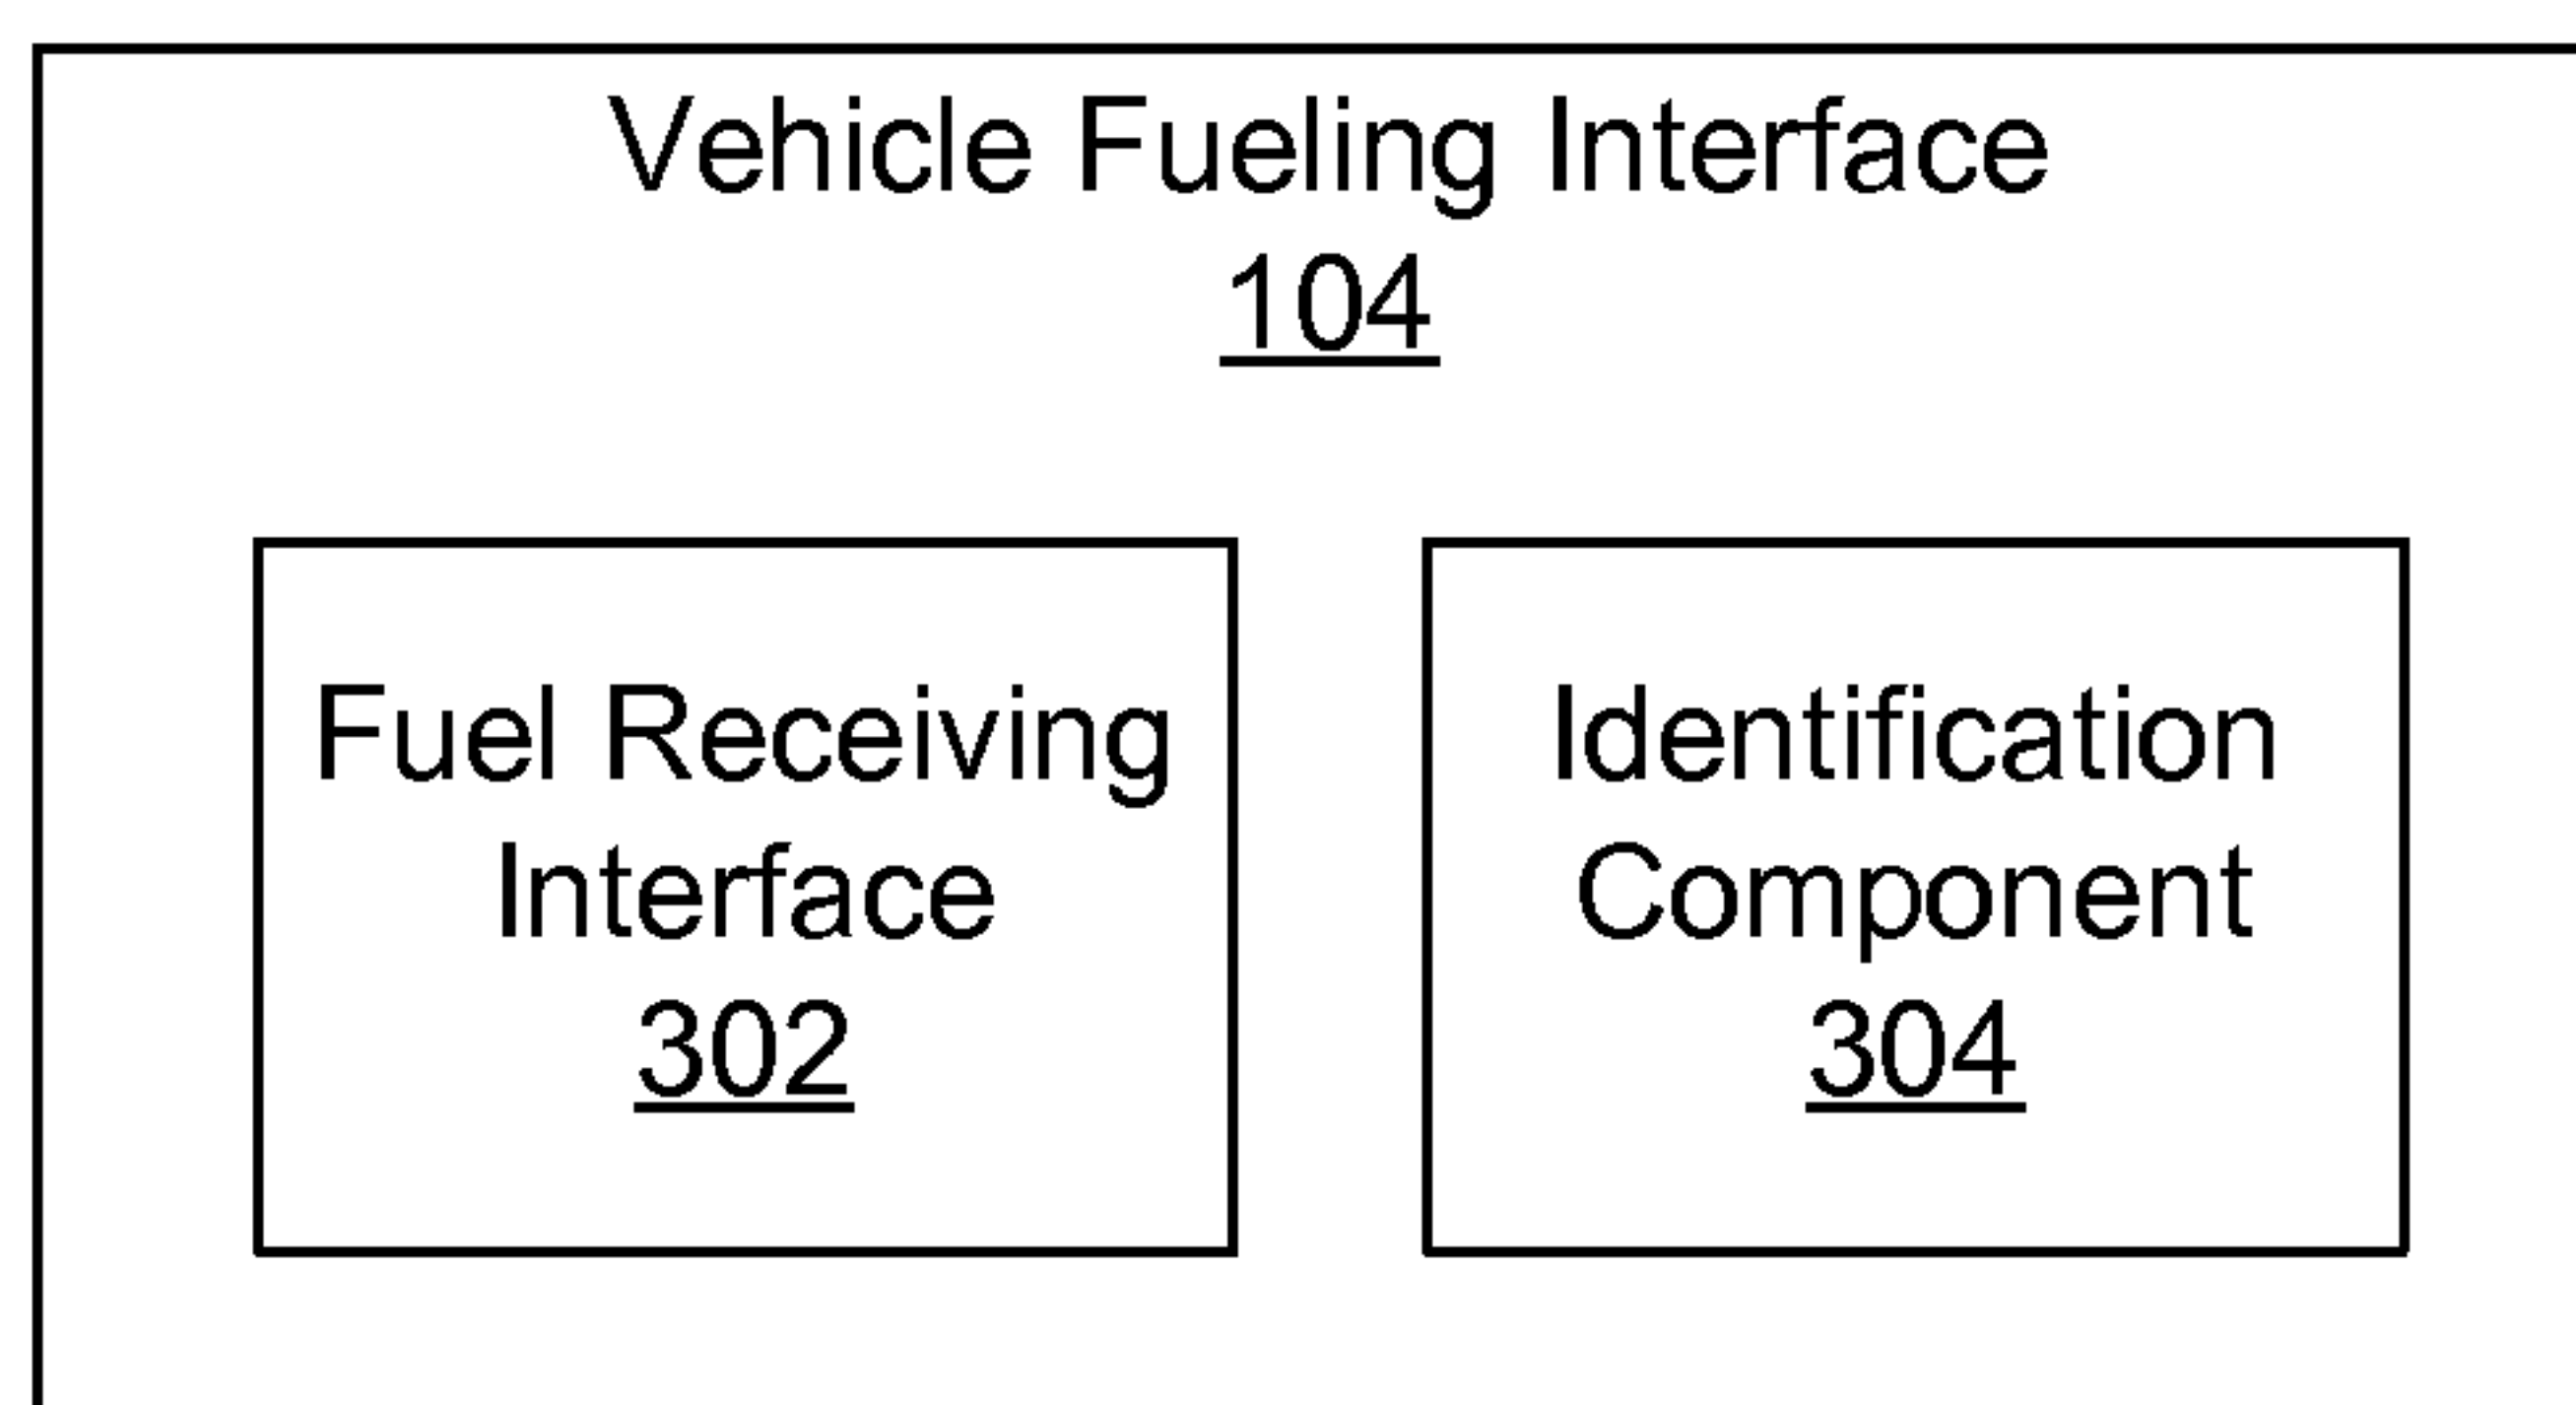 Vehicle Fueling Interface
104
Fuel Receiving
Interface
302
Identification
Component
304